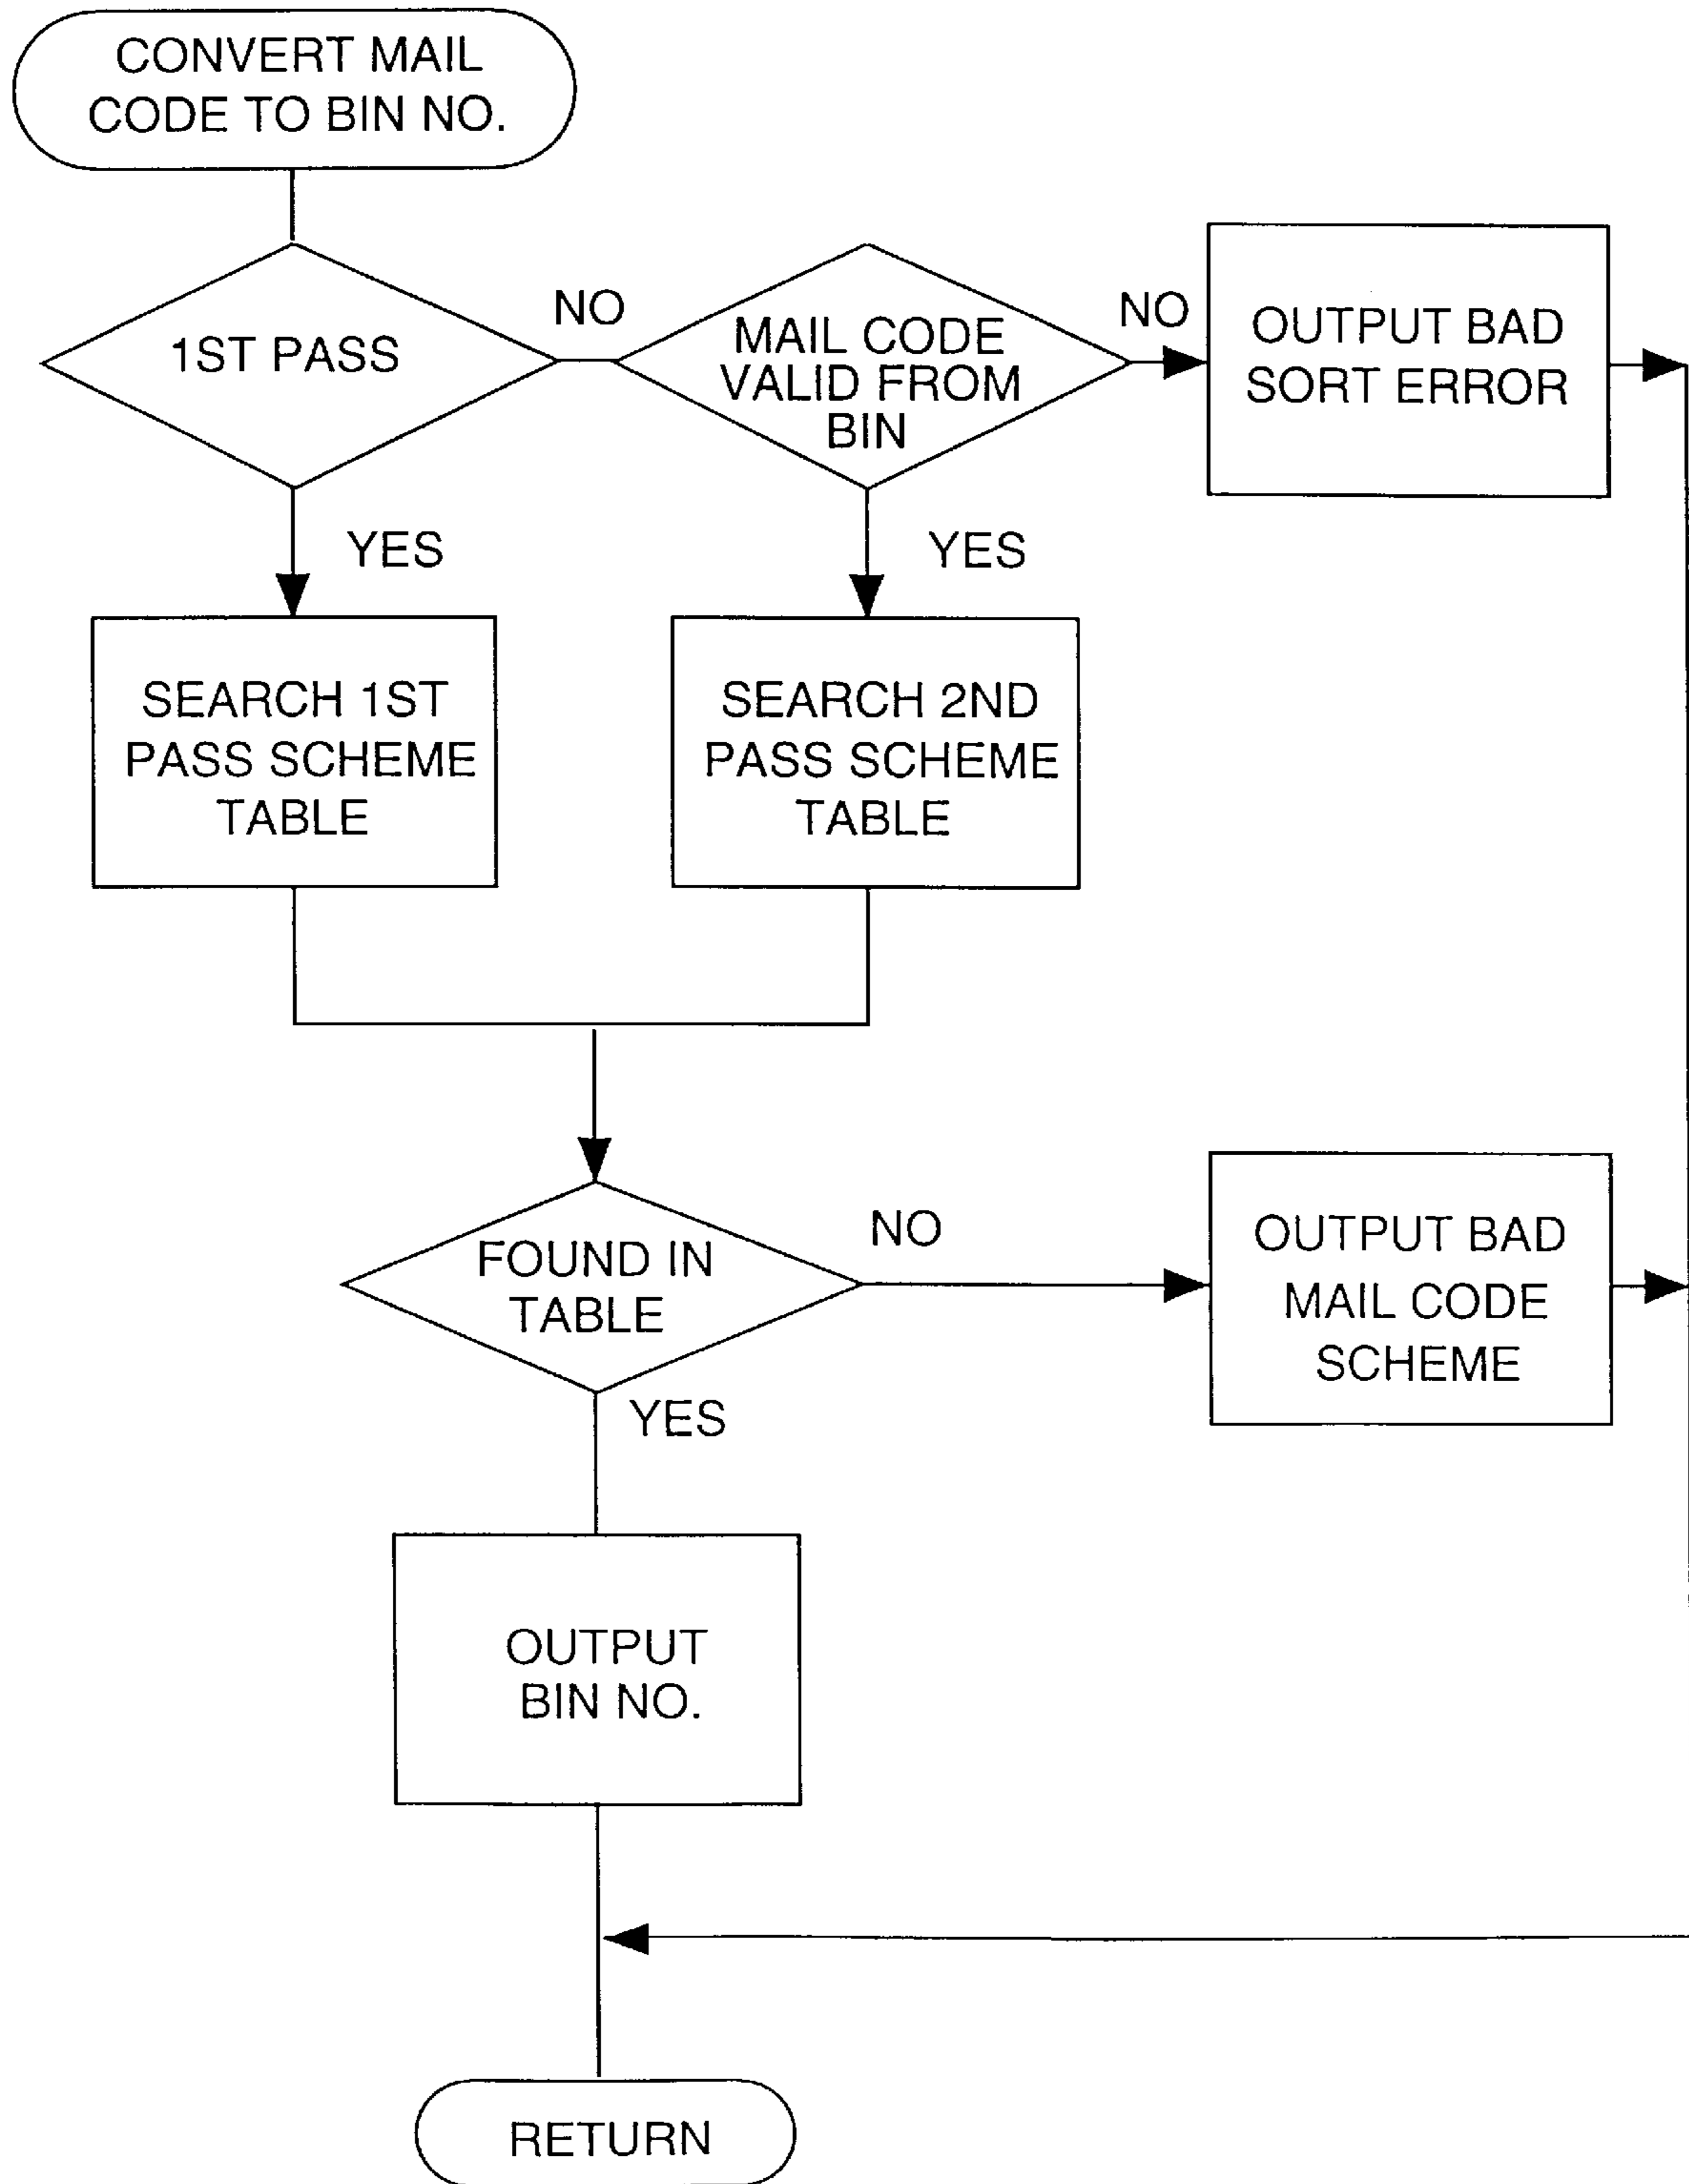 CONVERT MAIL
CODE TO BIN NO.
1ST PASS
NO
MAIL CODE
VALID FROM
BIN
NO
OUTPUT BAD
SORT ERROR
YES
YES
SEARCH 1ST
PASS SCHEME
TABLE
SEARCH 2ND
PASS SCHEME
TABLE
FOUND IN
TABLE
NO
OUTPUT BAD
MAIL CODE
SCHEME
YES
OUTPUT
BIN NO.
RETURN